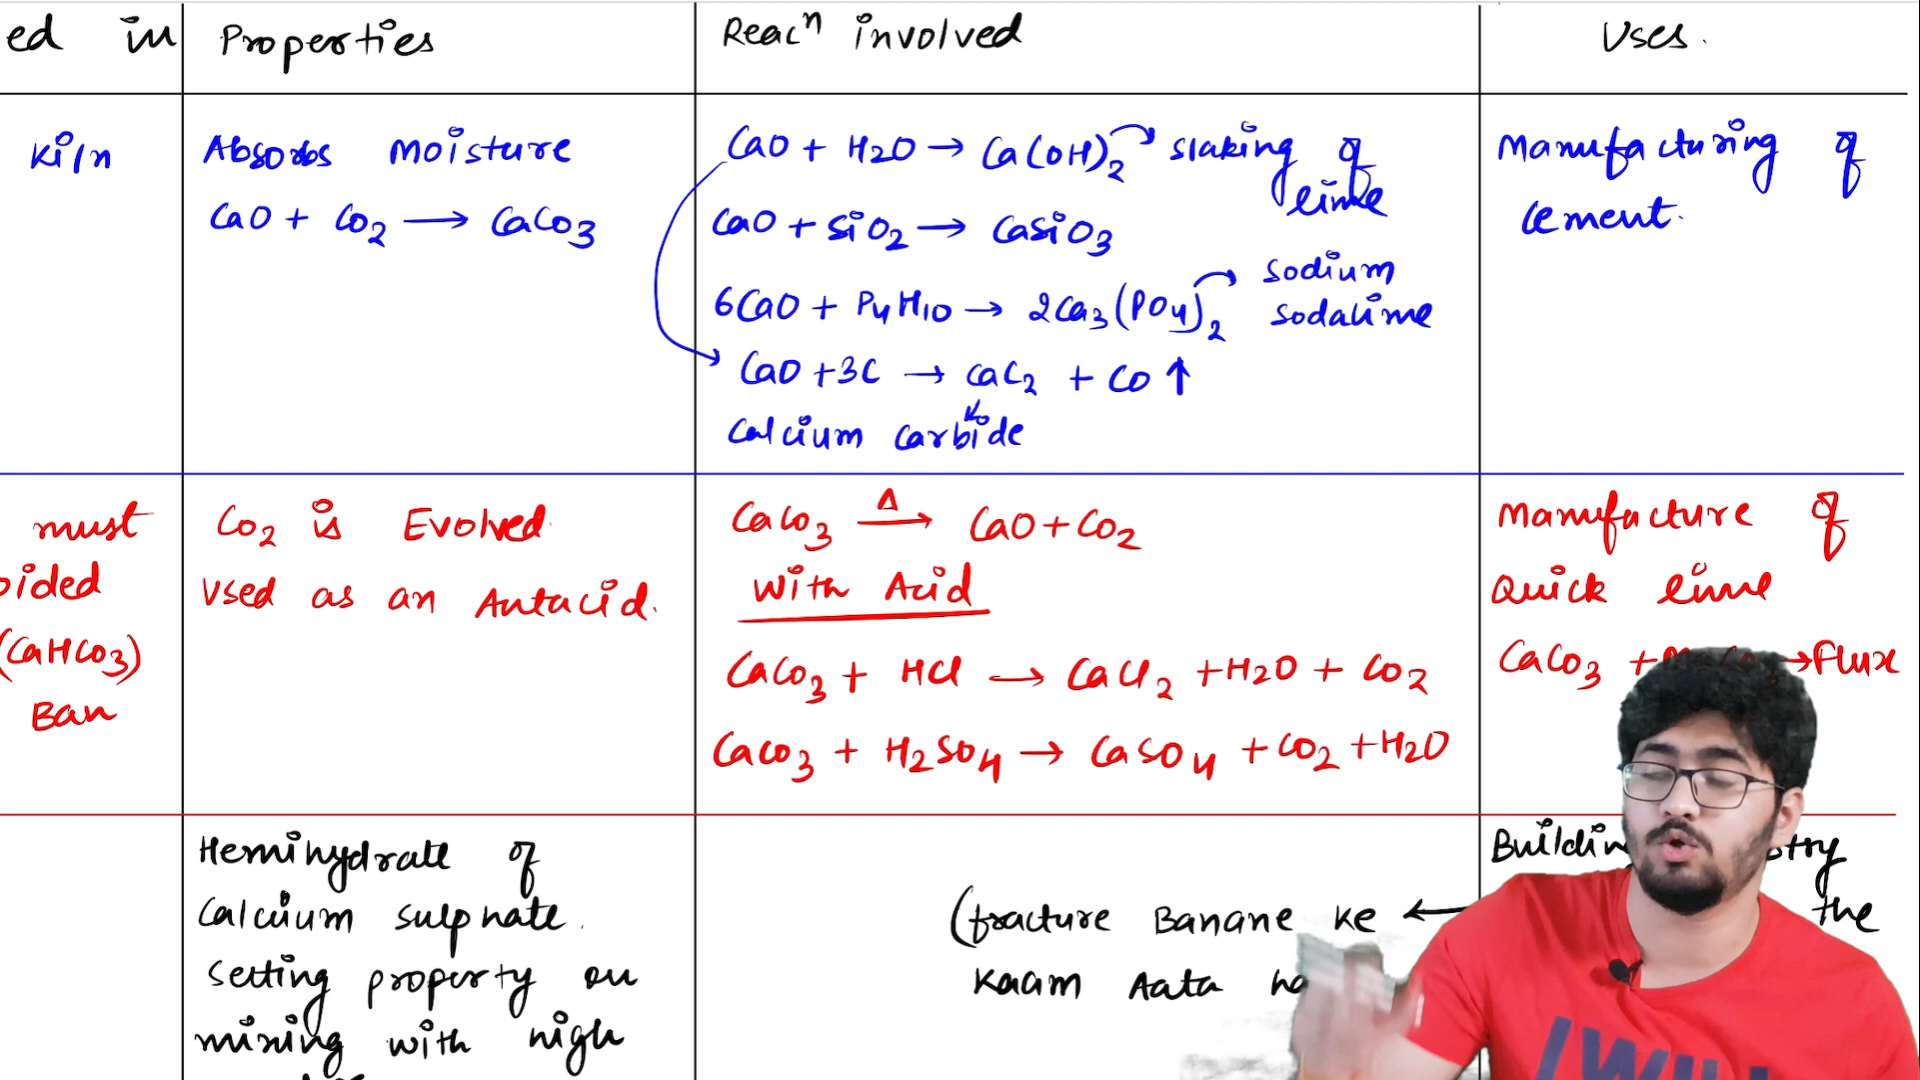 ed in
Properties
Reacⁿ involved
Uses.
Kiln
Absorbs Moisture
CaO + CO2 → CaCO3
CaO + H2O → Ca(OH)2 slaking of
lime
CaO + SiO2 → CaSiO3
6CaO + P4H10 → 2Ca3(PO4)2 Sodium
Sodalime
CaO + 3C → CaC2 + CO ↑
Calcium Carbide
Manufacturing of
Cement.
must
oided
(CaHCO3)
Ban
CO2 is Evolved.
Used as an Antacid.
CaCO3 Δ→ CaO + CO2
With Acid
CaCO3 + HCl → CaCl2 + H2O + CO2
CaCO3 + H2SO4 → CaSO4 + CO2 + H2O
Manufacture of
Quick lime
CaCO3 + → Flux
Hemihydrate of
Calcium sulphate.
Setting property on
mixing with high
(fracture Banane ke ←
Kaam Aata
the
I WILL